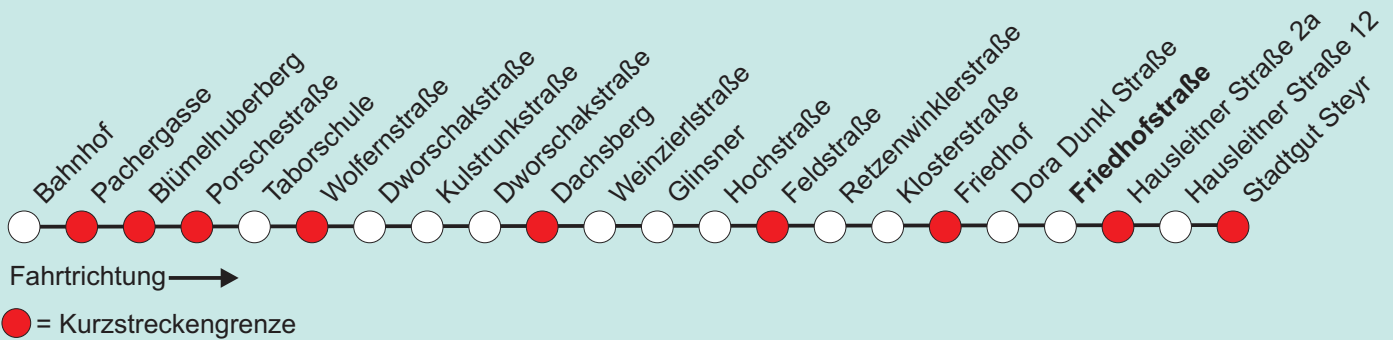 Bahnhof
Pachergasse
Blümelhuberberg
Porschestraße
Taborschule
Wolfernstraße
Dworschakstraße
Kulstrunkstraße
Dworschakstraße
Dachsberg
Weinzierlstraße
Glinsner
Hochstraße
Feldstraße
Retzenwinklerstraße
Klosterstraße
Friedhof
Dora Dunkl Straße
Friedhofstraße
Hausleitner Straße 2a
Hausleitner Straße 12
Stadtgut Steyr
Fahrtrichtung
= Kurzstreckengrenze